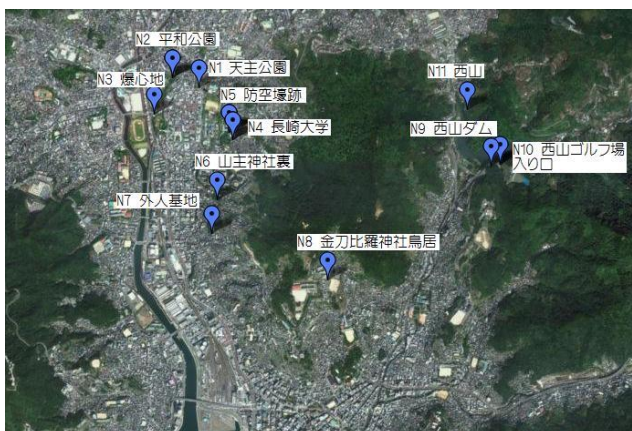 N2 平和公園
N1 天主公園
N3 爆心地
N5 防空壕跡
N4 長崎大学
N6 山主神社裏
N7 外人基地
N8 金刀比羅神社鳥居
N11 西山
N9 西山ダム
N10 西山ゴルフ場
入り口